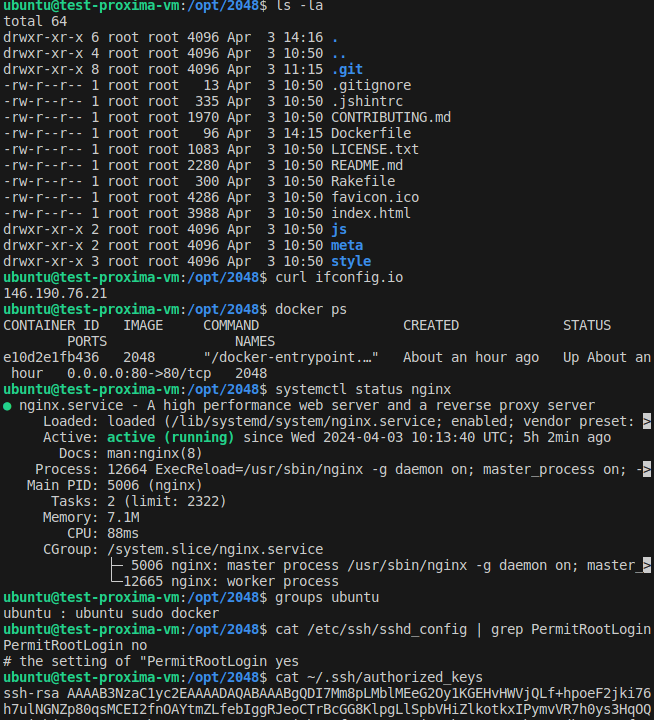 ubuntu@test-proxima-vm:/opt/2048$ ls -la
total 64
drwxr-xr-x 6 root root 4096 Apr  3 14:16 .
drwxr-xr-x 4 root root 4096 Apr  3 10:50 ..
drwxr-xr-x 8 root root 4096 Apr  3 11:15 .git
-rw-r--r-- 1 root root   13 Apr  3 10:50 .gitignore
-rw-r--r-- 1 root root  335 Apr  3 10:50 .jshintrc
-rw-r--r-- 1 root root 1970 Apr  3 10:50 CONTRIBUTING.md
-rw-r--r-- 1 root root   96 Apr  3 14:15 Dockerfile
-rw-r--r-- 1 root root 1083 Apr  3 10:50 LICENSE.txt
-rw-r--r-- 1 root root 2280 Apr  3 10:50 README.md
-rw-r--r-- 1 root root  300 Apr  3 10:50 Rakefile
-rw-r--r-- 1 root root 4286 Apr  3 10:50 favicon.ico
-rw-r--r-- 1 root root 3988 Apr  3 10:50 index.html
drwxr-xr-x 2 root root 4096 Apr  3 10:50 js
drwxr-xr-x 2 root root 4096 Apr  3 10:50 meta
drwxr-xr-x 3 root root 4096 Apr  3 10:50 style
ubuntu@test-proxima-vm:/opt/2048$ curl ifconfig.io
146.190.76.21
ubuntu@test-proxima-vm:/opt/2048$ docker ps
CONTAINER ID   IMAGE     COMMAND                  CREATED             STATUS
        PORTS                NAMES
e10d2e1fb436   2048      "/docker-entrypoint.…"   About an hour ago   Up About an
 hour   0.0.0.0:80->80/tcp   2048
ubuntu@test-proxima-vm:/opt/2048$ systemctl status nginx
● nginx.service - A high performance web server and a reverse proxy server
     Loaded: loaded (/lib/systemd/system/nginx.service; enabled; vendor preset: >
     Active: active (running) since Wed 2024-04-03 10:13:40 UTC; 5h 2min ago
       Docs: man:nginx(8)
    Process: 12664 ExecReload=/usr/sbin/nginx -g daemon on; master_process on; ->
   Main PID: 5006 (nginx)
      Tasks: 2 (limit: 2322)
     Memory: 7.1M
        CPU: 88ms
     CGroup: /system.slice/nginx.service
             ├─ 5006 nginx: master process /usr/sbin/nginx -g daemon on; master_>
             └─12665 nginx: worker process
ubuntu@test-proxima-vm:/opt/2048$ groups ubuntu
ubuntu : ubuntu sudo docker
ubuntu@test-proxima-vm:/opt/2048$ cat /etc/ssh/sshd_config | grep PermitRootLogin
PermitRootLogin no
# the setting of "PermitRootLogin yes
ubuntu@test-proxima-vm:/opt/2048$ cat ~/.ssh/authorized_keys
ssh-rsa AAAAB3NzaC1yc2EAAAADAQABAAABgQDI7Mm8pLMblMEeG2Oy1KGEHvHWVjQLf+hpoeF2jki76
h7ulNGNZp80qsMCEI2fnOAYtmZLfebIggRJeoCTrBcGG8KlpgLlSpbVHiZlkotkxIPymvVR7h0ys3HqOQ